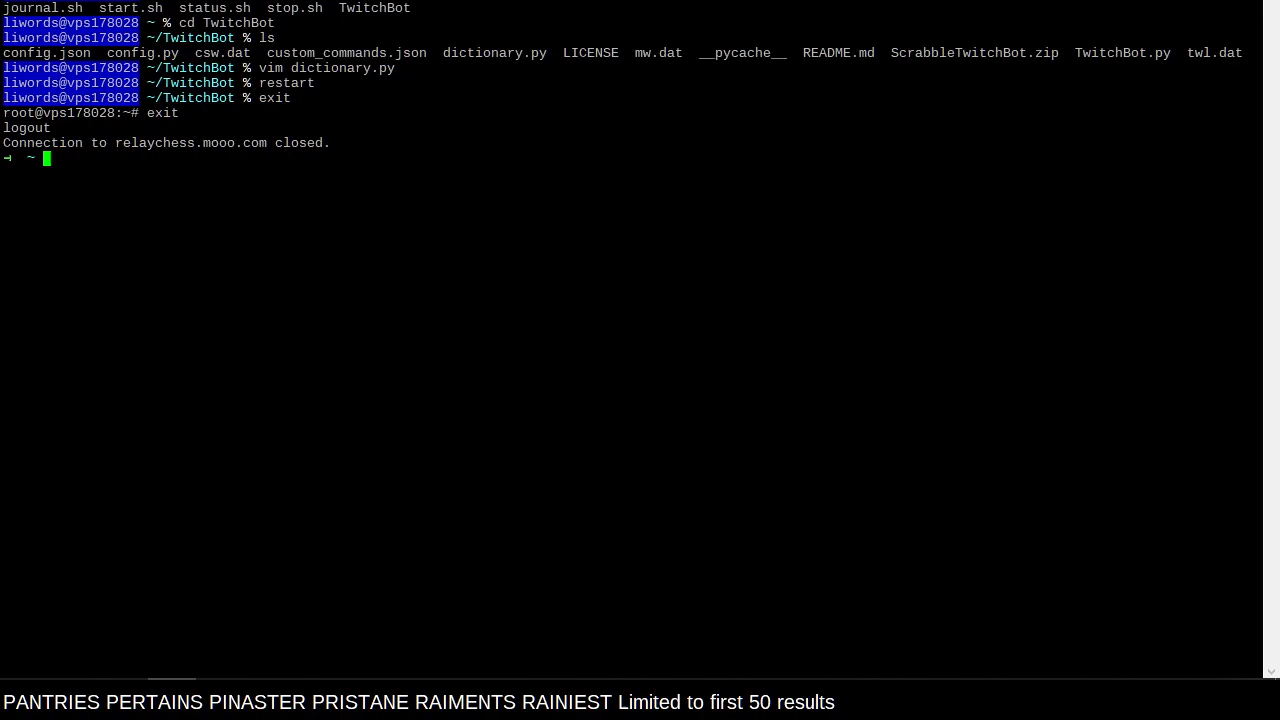 journal.sh  start.sh  status.sh  stop.sh  TwitchBot
liwords@vps178028 ~ % cd TwitchBot
liwords@vps178028 ~/TwitchBot % ls
config.json  config.py  csw.dat  custom_commands.json  dictionary.py  LICENSE  mw.dat  __pycache__  README.md  ScrabbleTwitchBot.zip  TwitchBot.py  twl.dat
liwords@vps178028 ~/TwitchBot % vim dictionary.py
liwords@vps178028 ~/TwitchBot % restart
liwords@vps178028 ~/TwitchBot % exit
root@vps178028:~# exit
logout
Connection to relaychess.mooo.com closed.
~
PANTRIES PERTAINS PINASTER PRISTANE RAIMENTS RAINIEST Limited to first 50 results